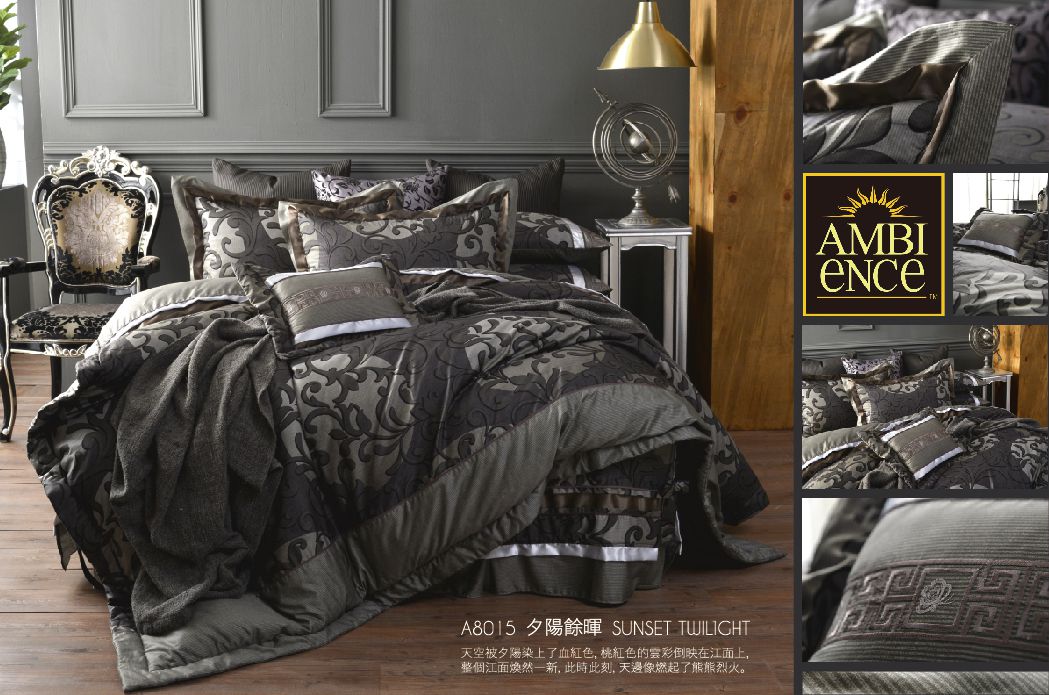 AMBI
ENCE
TM
A8015 夕陽餘暉 SUNSET TWILIGHT
天空被夕陽染上了血紅色, 桃紅色的雲彩倒映在江面上,
整個江面煥然一新, 此時此刻, 天邊像燃起了熊熊烈火。